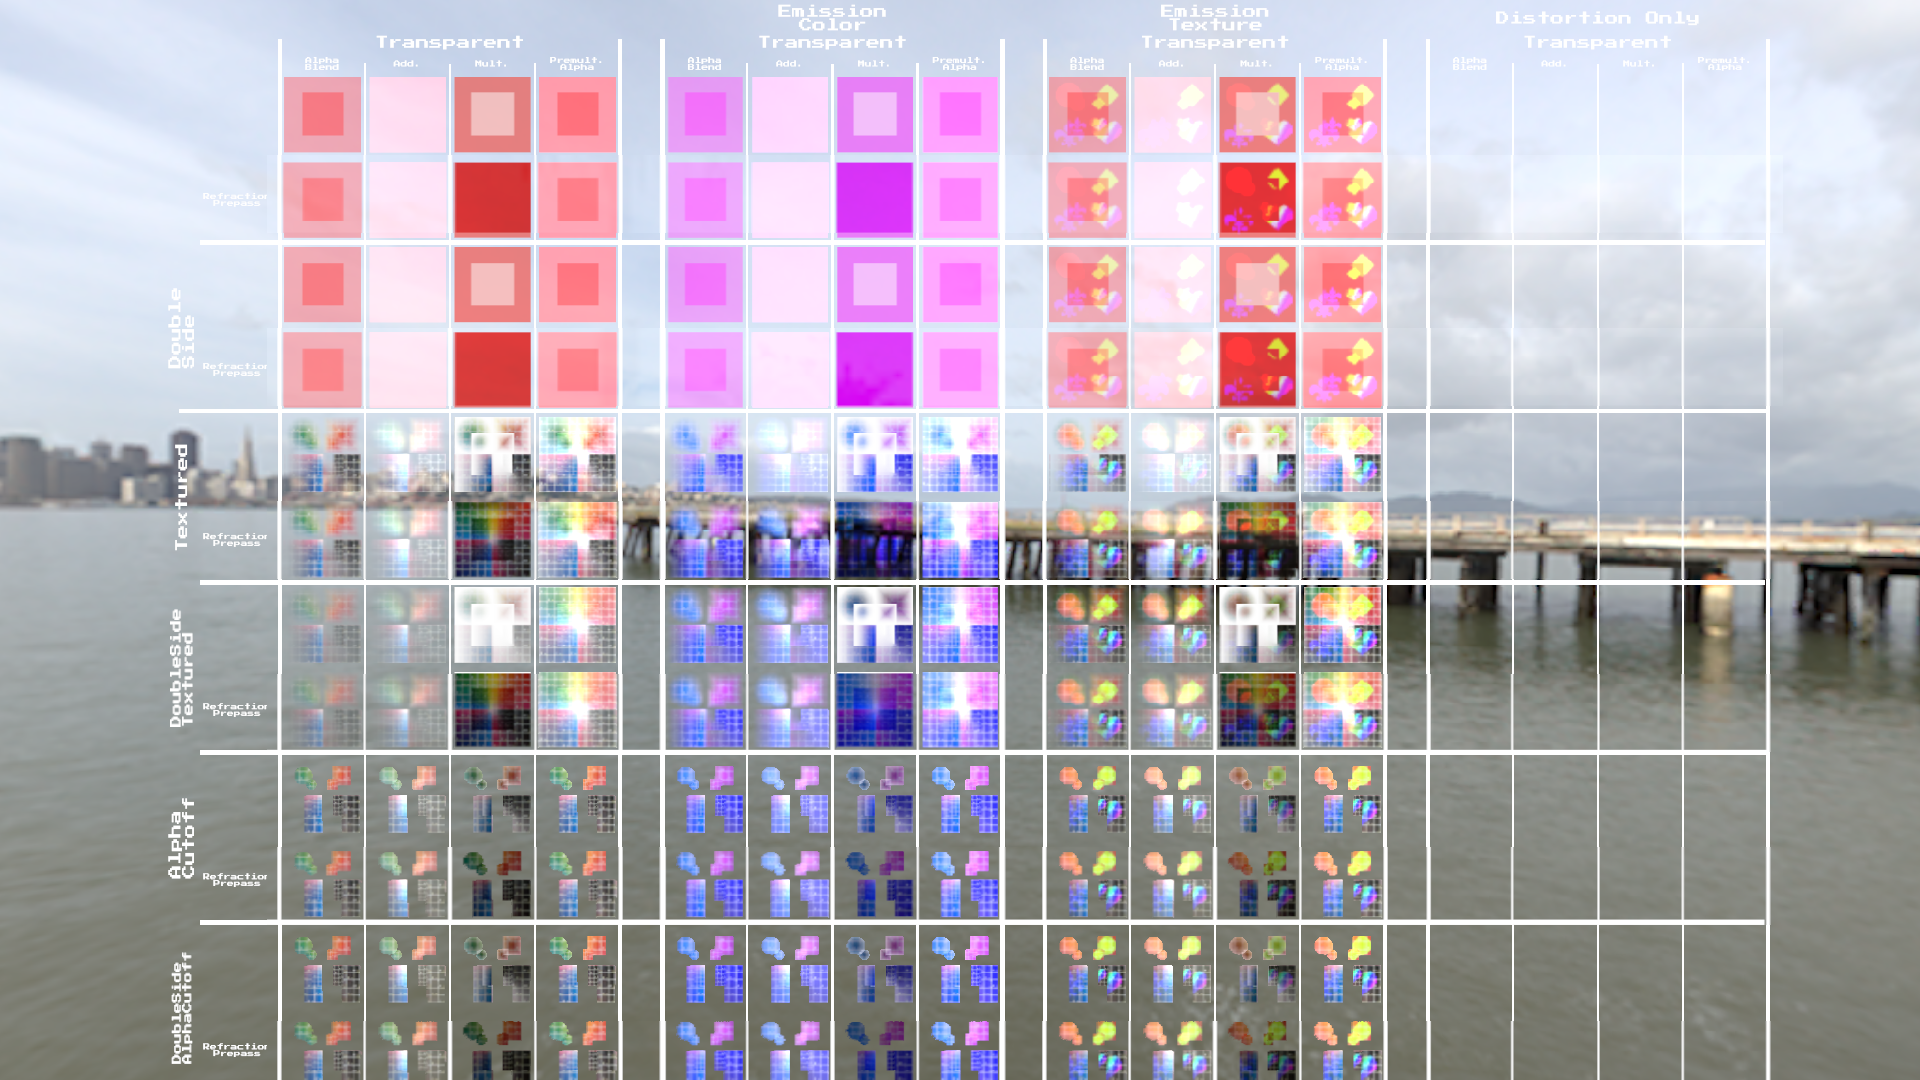 Emission
Color
Emission
Texture
Distortion Only
Transparent
Transparent
Transparent
Transparent
Alpha
Blend
Add.
Mult.
Premult.
Alpha
Alpha
Blend
Add.
Mult.
Premult.
Alpha
Alpha
Blend
Add.
Mult.
Premult.
Alpha
Alpha
Blend
Add.
Mult.
Premult.
Alpha
Refraction
Prepass
Double
Side
Refraction
Prepass
Textured
Refraction
Prepass
DoubleSide
Textured
Refraction
Prepass
Alpha
Cutoff
Refraction
Prepass
DoubleSide
AlphaCutoff
Refraction
Prepass